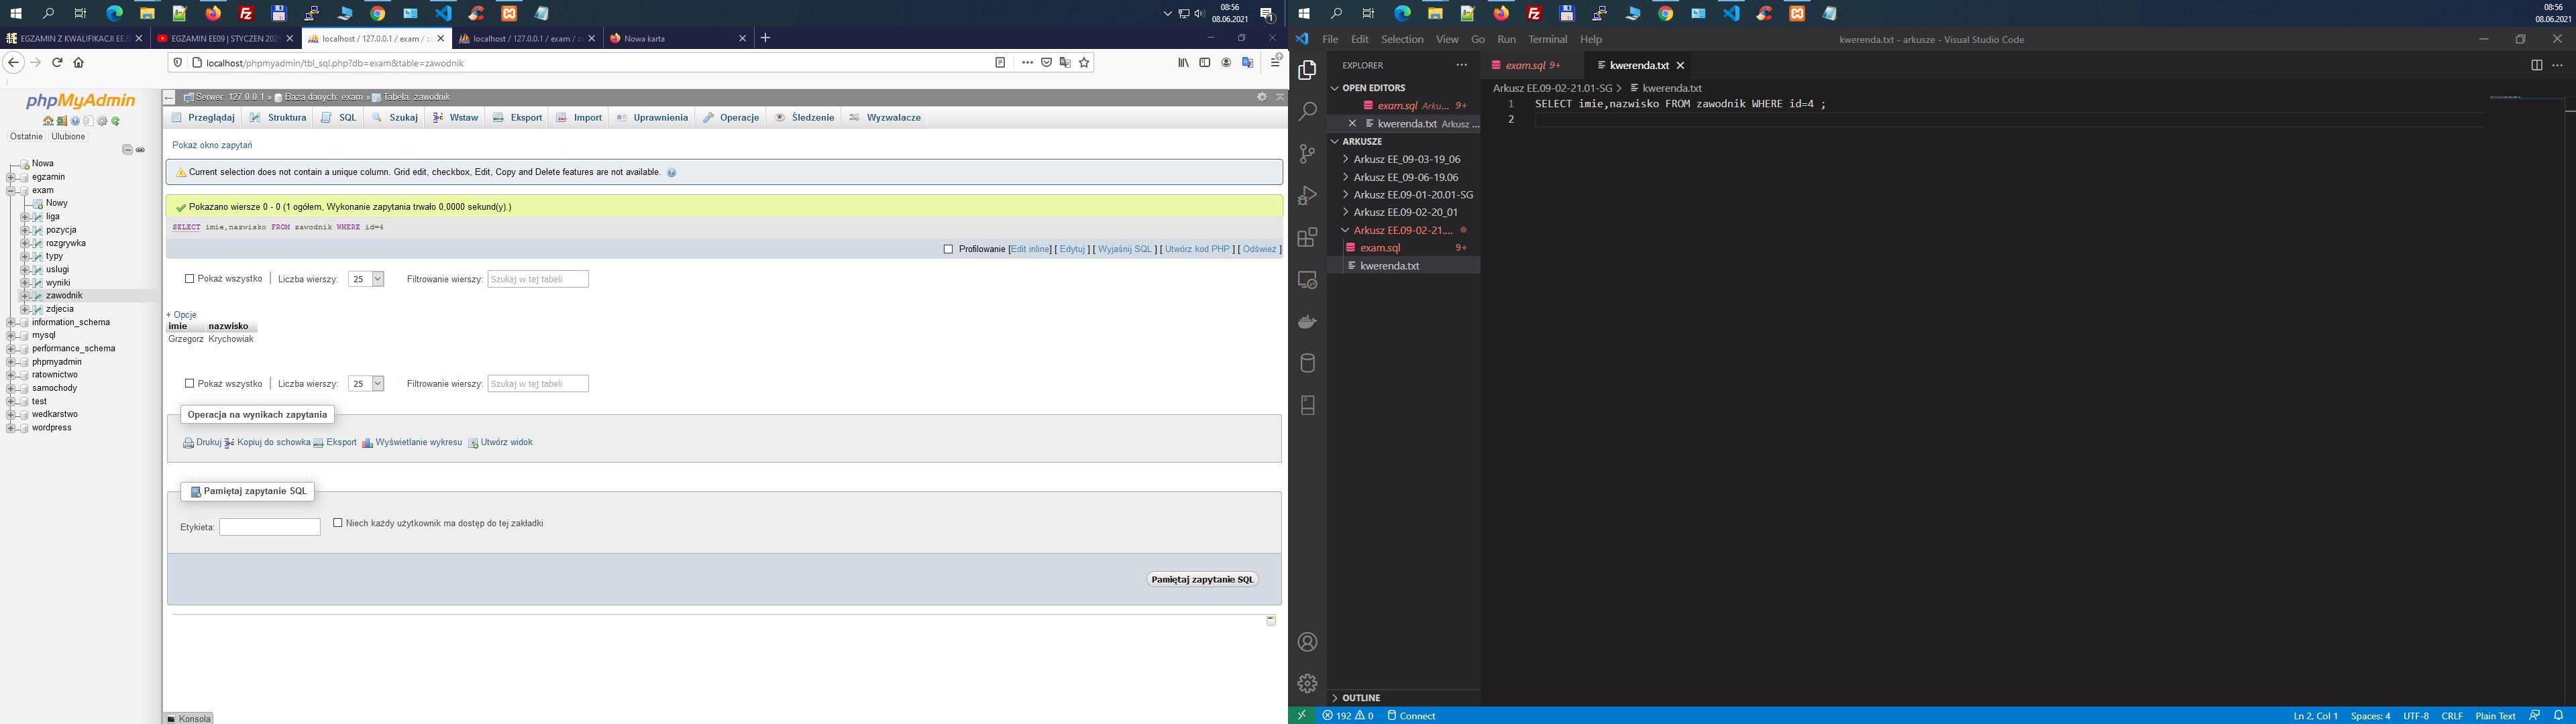 08:56
08.06.2021
EGZAMIN Z KWALIFIKACJI EE.0
EGZAMIN EE09 | STYCZEN 202
localhost / 127.0.0.1 / exam / z
localhost / 127.0.0.1 / exam / z
Nowa karta
localhost/phpmyadmin/tbl_sql.php?db=exam&table=zawodnik
phpMyAdmin
Ostatnie Ulubione
Nowa
egzamin
exam
Nowy
liga
pozycja
rozgrywka
typy
uslugi
wyniki
zawodnik
zdjecia
information_schema
mysql
performance_schema
phpmyadmin
ratownictwo
samochody
test
wedkarstwo
wordpress
Serwer: 127.0.0.1 » Baza danych: exam » Tabela: zawodnik
Przeglądaj Struktura SQL Szukaj Wstaw Eksport Import Uprawnienia Operacje Śledzenie Wyzwalacze
Pokaż okno zapytań
Current selection does not contain a unique column. Grid edit, checkbox, Edit, Copy and Delete features are not available.
Pokazano wiersze 0 - 0 (1 ogółem, Wykonanie zapytania trwało 0,0000 sekund(y).)
SELECT imie,nazwisko FROM zawodnik WHERE id=4
Profilowanie [Edit inline] [ Edytuj ] [ Wyjaśnij SQL ] [ Utwórz kod PHP ] [ Odśwież ]
Pokaż wszystko | Liczba wierszy: 25 Filtrowanie wierszy: Szukaj w tej tabeli
+ Opcje
imie nazwisko
Grzegorz Krychowiak
Pokaż wszystko | Liczba wierszy: 25 Filtrowanie wierszy: Szukaj w tej tabeli
Operacja na wynikach zapytania
Drukuj Kopiuj do schowka Eksport Wyświetlanie wykresu Utwórz widok
Pamiętaj zapytanie SQL
Etykieta: Niech każdy użytkownik ma dostęp do tej zakładki
Pamiętaj zapytanie SQL
Konsola
08:56
08.06.2021
File Edit Selection View Go Run Terminal Help
kwerenda.txt - arkusze - Visual Studio Code
EXPLORER
OPEN EDITORS
exam.sql Arku... 9+
kwerenda.txt Arkusz ...
ARKUSZE
Arkusz EE_09-03-19_06
Arkusz EE_09-06-19.06
Arkusz EE.09-01-20.01-SG
Arkusz EE.09-02-20_01
Arkusz EE.09-02-21....
exam.sql 9+
kwerenda.txt
OUTLINE
exam.sql 9+
kwerenda.txt
Arkusz EE.09-02-21.01-SG > kwerenda.txt
1 SELECT imie,nazwisko FROM zawodnik WHERE id=4 ;
2
192 0 Connect
Ln 2, Col 1 Spaces: 4 UTF-8 CRLF Plain Text